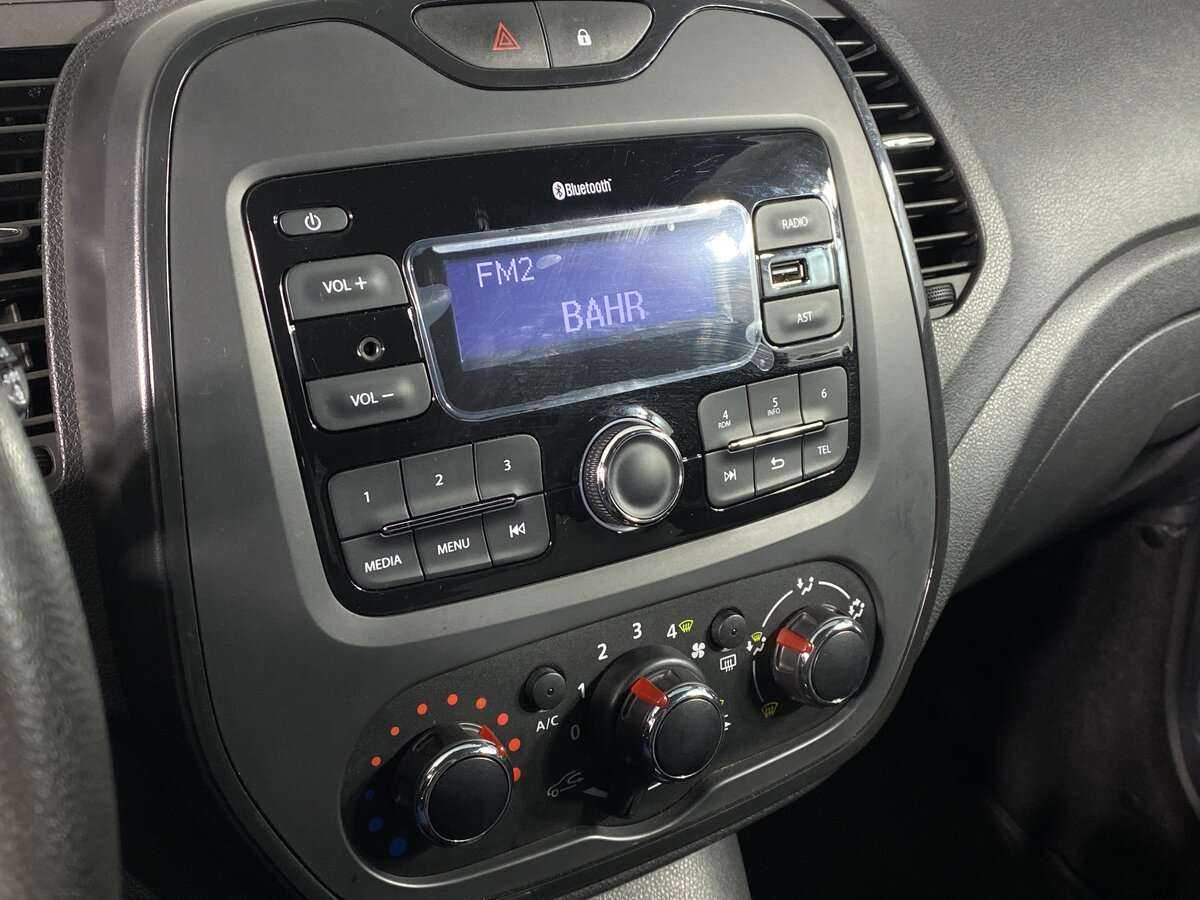 Bluetooth
VOL +
FM2
BAHR
RADIO
AST
VOL −
1
2
3
MEDIA
MENU
4
RDM
5
INFO
6
TEL
0
1
2
3
4
A/C